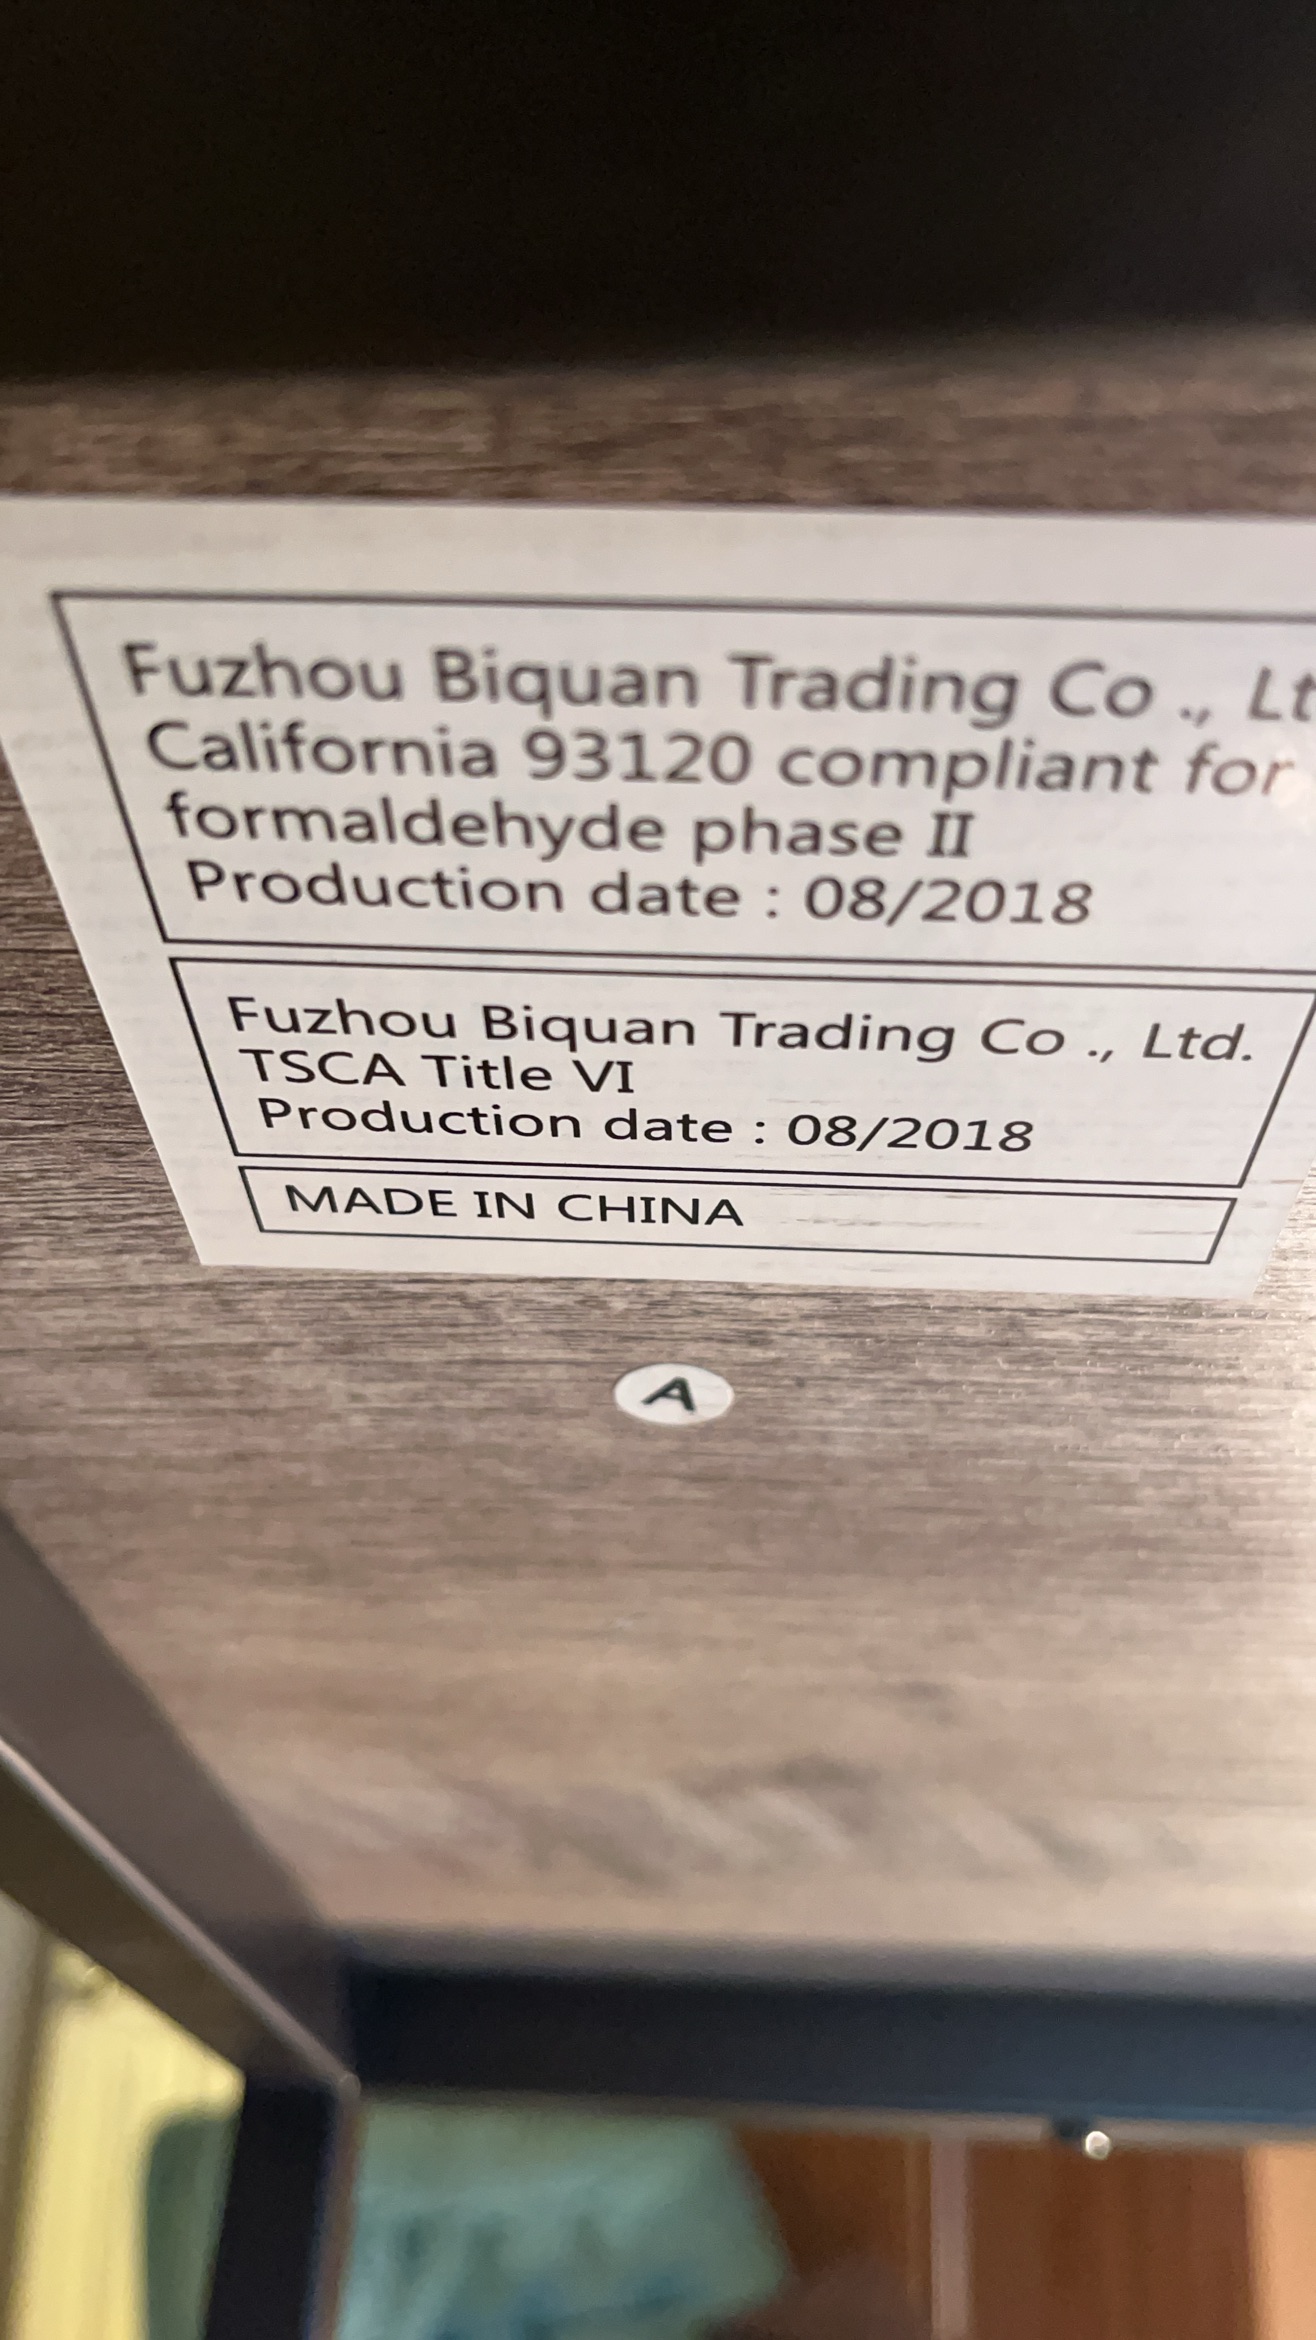 Fuzhou Biquan Trading Co ., Lt
California 93120 compliant for
formaldehyde phase II
Production date : 08/2018
Fuzhou Biquan Trading Co ., Ltd.
TSCA Title VI
Production date : 08/2018
MADE IN CHINA
A